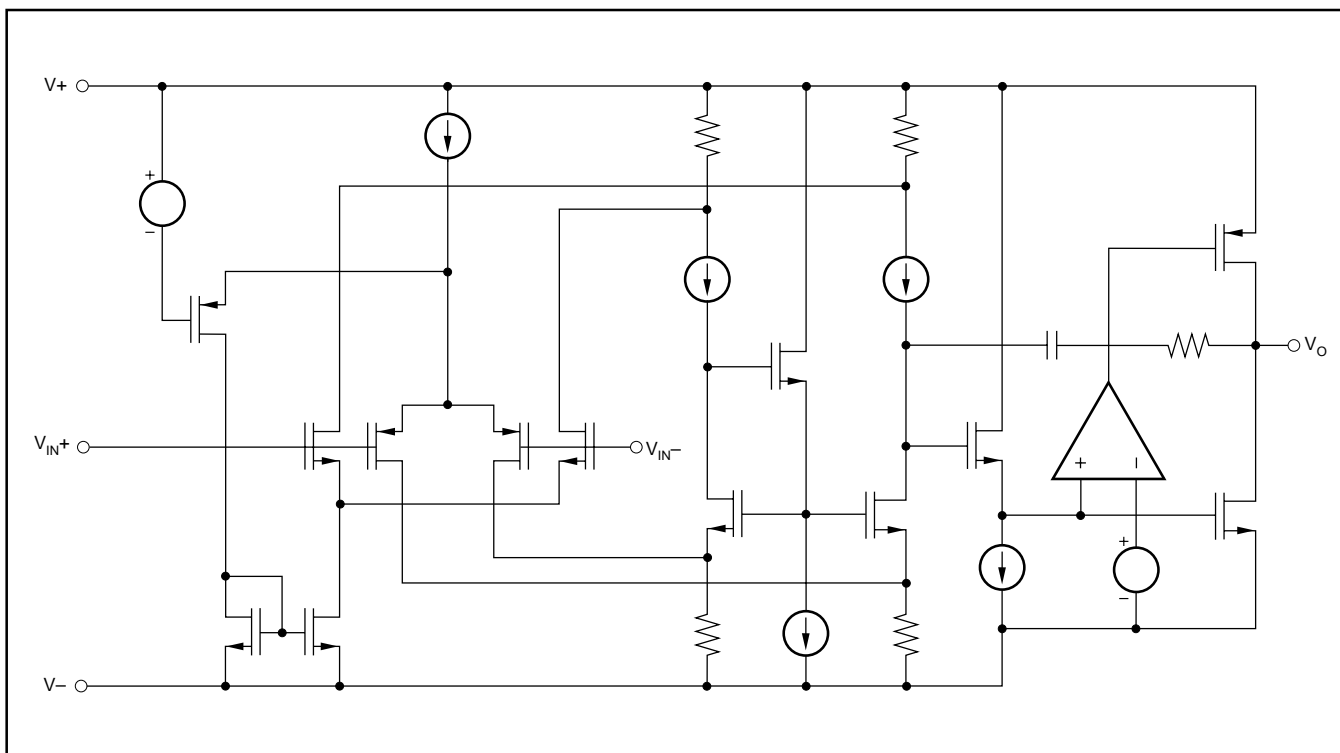 V+
+
–
V_O
V_IN+
V_IN–
+ –
+
–
V–